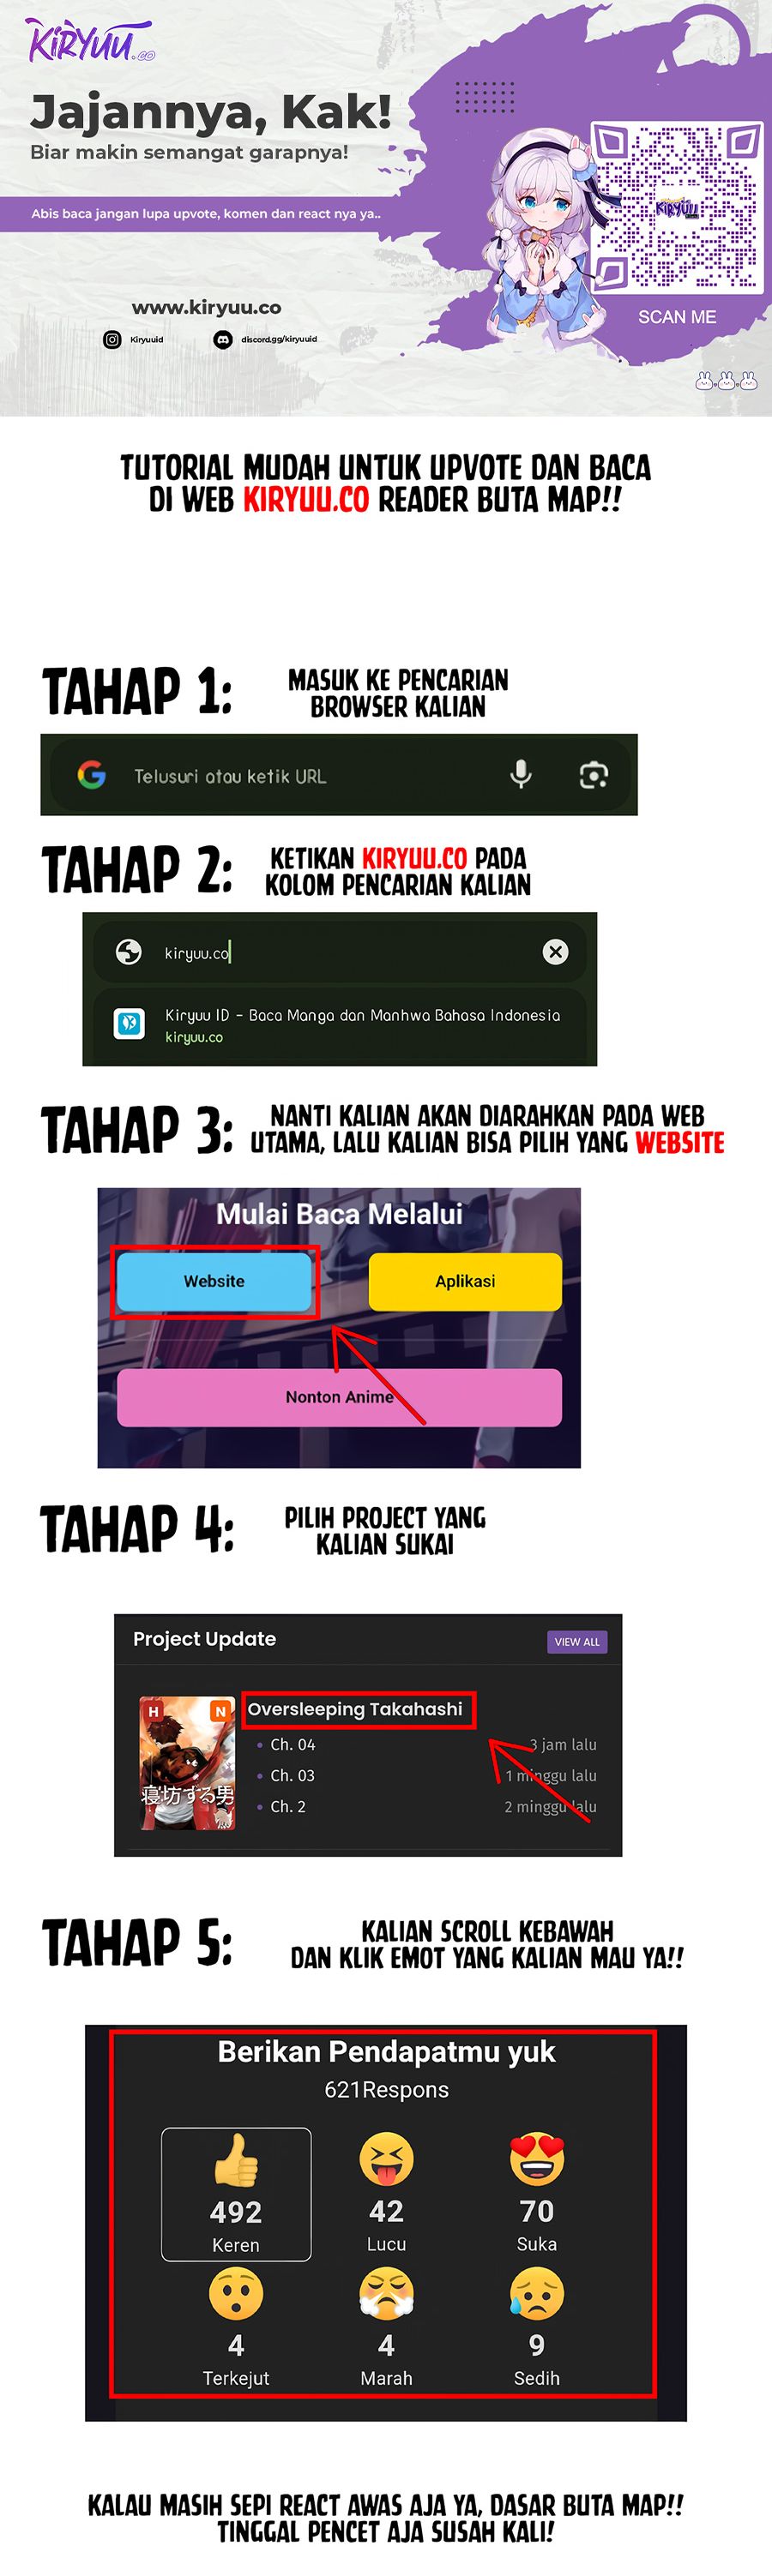 KIRYUU.CO
Jajannya, Kak!
Biar makin semangat garapnya!
Abis baca jangan lupa upvote, komen dan react nya ya..
KIRYUU
www.kiryuu.co
Kiryuuid
discord.gg/kiryuuid
SCAN ME
TUTORIAL MUDAH UNTUK UPVOTE DAN BACA
DI WEB KIRYUU.CO READER BUTA MAP!!
TAHAP 1:
MASUK KE PENCARIAN
BROWSER KALIAN
Telusuri atau ketik URL
TAHAP 2:
KETIKAN KIRYUU.CO PADA
KOLOM PENCARIAN KALIAN
kiryuu.co
Kiryuu ID - Baca Manga dan Manhwa Bahasa Indonesia
kiryuu.co
TAHAP 3:
NANTI KALIAN AKAN DIARAHKAN PADA WEB
UTAMA, LALU KALIAN BISA PILIH YANG WEBSITE
Mulai Baca Melalui
Website
Aplikasi
Nonton Anime
TAHAP 4:
PILIH PROJECT YANG
KALIAN SUKAI
Project Update
VIEW ALL
H
N
寝坊する男
Oversleeping Takahashi
Ch. 04
3 jam lalu
Ch. 03
1 minggu lalu
Ch. 2
2 minggu lalu
TAHAP 5:
KALIAN SCROLL KEBAWAH
DAN KLIK EMOT YANG KALIAN MAU YA!!
Berikan Pendapatmu yuk
621Respons
492
42
70
Keren
Lucu
Suka
4
4
9
Terkejut
Marah
Sedih
KALAU MASIH SEPI REACT AWAS AJA YA, DASAR BUTA MAP!!
TINGGAL PENCET AJA SUSAH KALI!